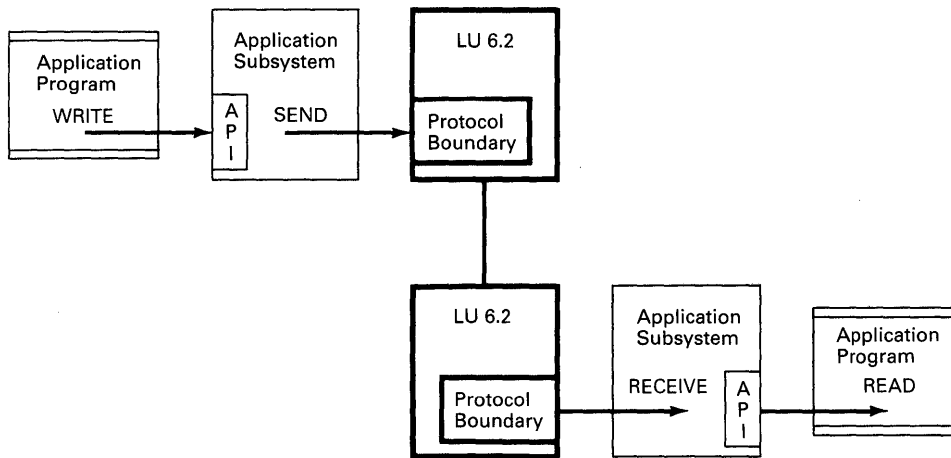 Application
Program
WRITE
Application
Subsystem
A
P
I
SEND
LU 6.2
Protocol
Boundary
LU 6.2
Protocol
Boundary
Application
Subsystem
RECEIVE
A
P
I
Application
Program
READ